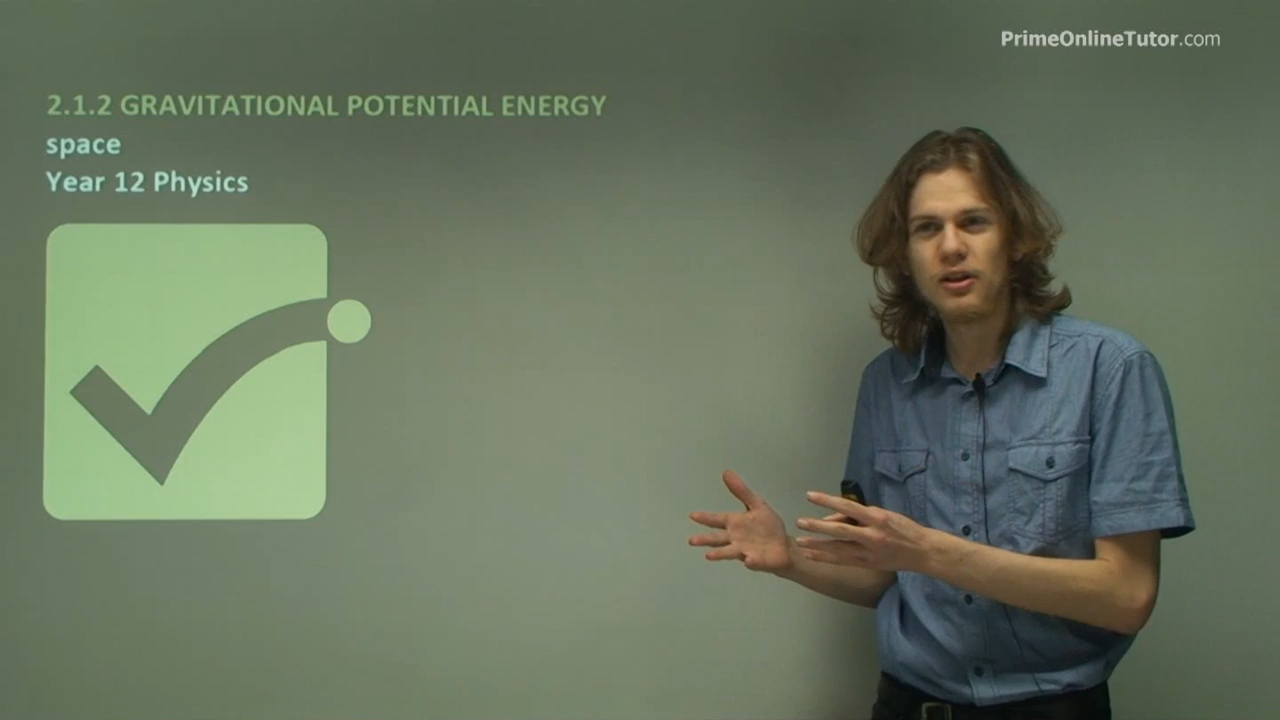 PrimeOnlineTutor.com
2.1.2 GRAVITATIONAL POTENTIAL ENERGY
space
Year 12 Physics